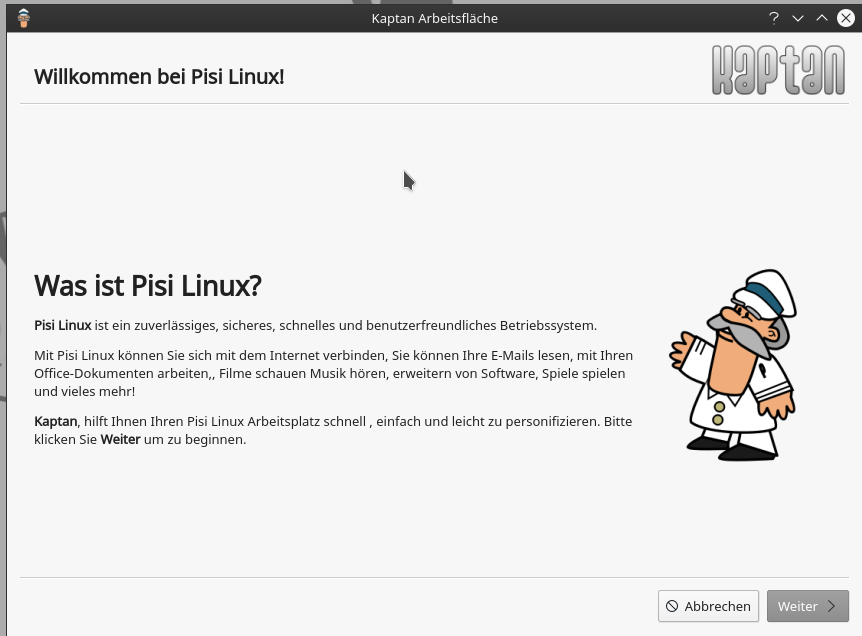 Kaptan Arbeitsfläche
Willkommen bei Pisi Linux!
kaptan
Was ist Pisi Linux?
Pisi Linux ist ein zuverlässiges, sicheres, schnelles und benutzerfreundliches Betriebssystem.
Mit Pisi Linux können Sie sich mit dem Internet verbinden, Sie können Ihre E-Mails lesen, mit Ihren
Office-Dokumenten arbeiten,, Filme schauen Musik hören, erweitern von Software, Spiele spielen
und vieles mehr!
Kaptan, hilft Ihnen Ihren Pisi Linux Arbeitsplatz schnell , einfach und leicht zu personifizieren. Bitte
klicken Sie Weiter um zu beginnen.
Abbrechen
Weiter